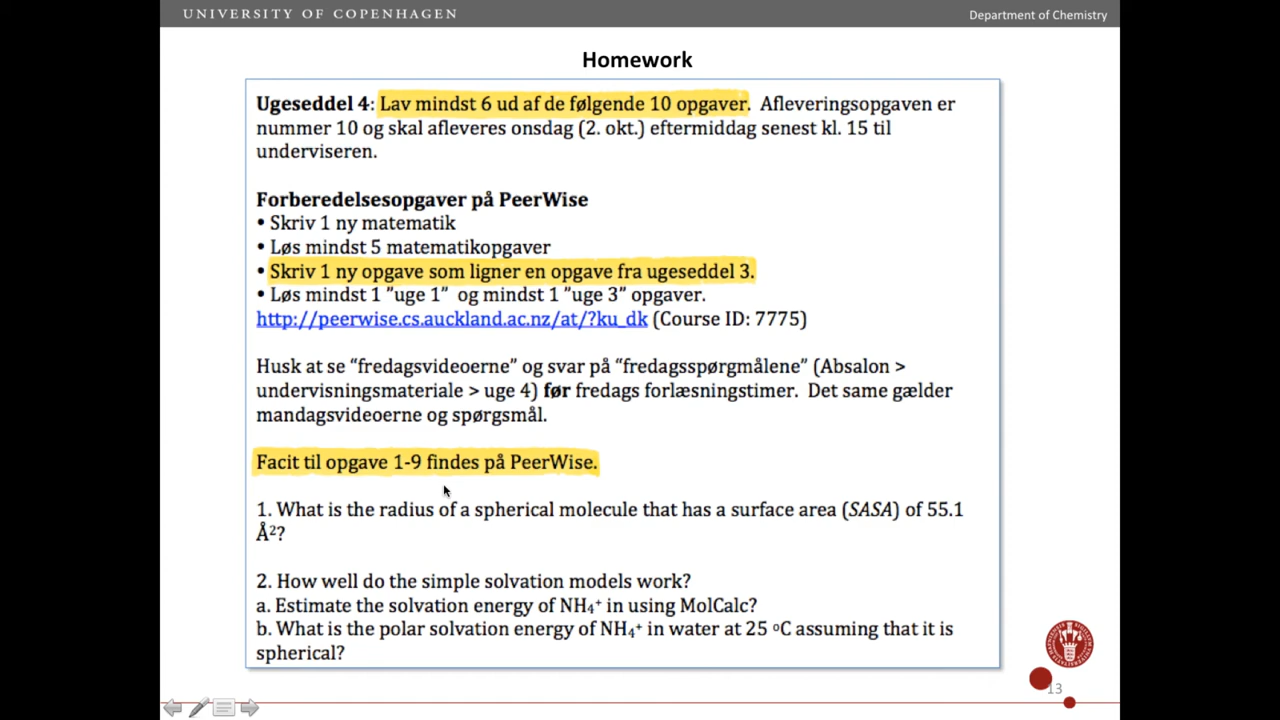 UNIVERSITY OF COPENHAGEN
Department of Chemistry
Homework
Ugeseddel 4: Lav mindst 6 ud af de følgende 10 opgaver. Afleveringsopgaven er
nummer 10 og skal afleveres onsdag (2. okt.) eftermiddag senest kl. 15 til
underviseren.
Forberedelsesopgaver på PeerWise
• Skriv 1 ny matematik
• Løs mindst 5 matematikopgaver
• Skriv 1 ny opgave som ligner en opgave fra ugeseddel 3.
• Løs mindst 1 ”uge 1” og mindst 1 ”uge 3” opgaver.
http://peerwise.cs.auckland.ac.nz/at/?ku_dk (Course ID: 7775)
Husk at se “fredagsvideoerne” og svar på “fredagsspørgmålene” (Absalon >
undervisningsmateriale > uge 4) før fredags forlæsningstimer. Det same gælder
mandagsvideoerne og spørgsmål.
Facit til opgave 1-9 findes på PeerWise.
1. What is the radius of a spherical molecule that has a surface area (SASA) of 55.1
Å²?
2. How well do the simple solvation models work?
a. Estimate the solvation energy of NH₄⁺ in using MolCalc?
b. What is the polar solvation energy of NH₄⁺ in water at 25 ºC assuming that it is
spherical?
13